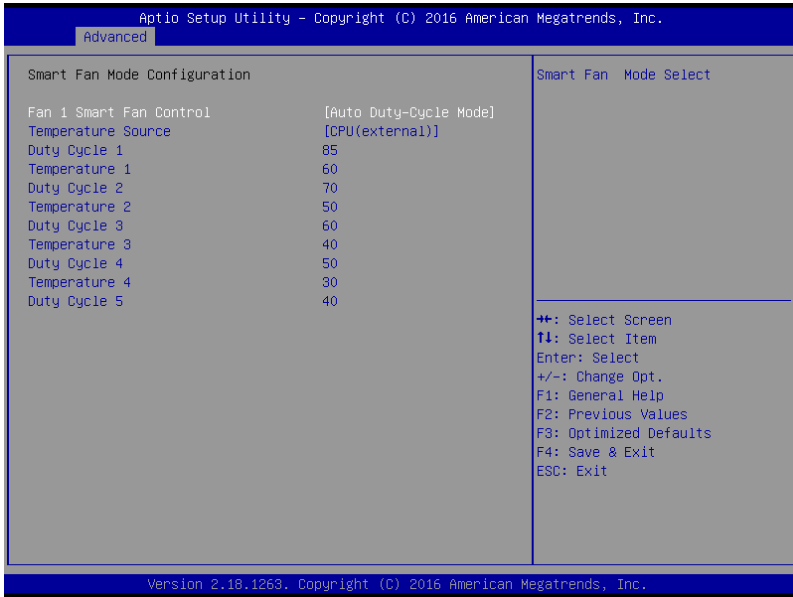 Aptio Setup Utility – Copyright (C) 2016 American Megatrends, Inc.
Advanced
Smart Fan Mode Configuration
Fan 1 Smart Fan Control [Auto Duty-Cycle Mode]
Temperature Source [CPU(external)]
Duty Cycle 1 85
Temperature 1 60
Duty Cycle 2 70
Temperature 2 50
Duty Cycle 3 60
Temperature 3 40
Duty Cycle 4 50
Temperature 4 30
Duty Cycle 5 40
Smart Fan Mode Select
→←: Select Screen
↑↓: Select Item
Enter: Select
+/-: Change Opt.
F1: General Help
F2: Previous Values
F3: Optimized Defaults
F4: Save & Exit
ESC: Exit
Version 2.18.1263. Copyright (C) 2016 American Megatrends, Inc.